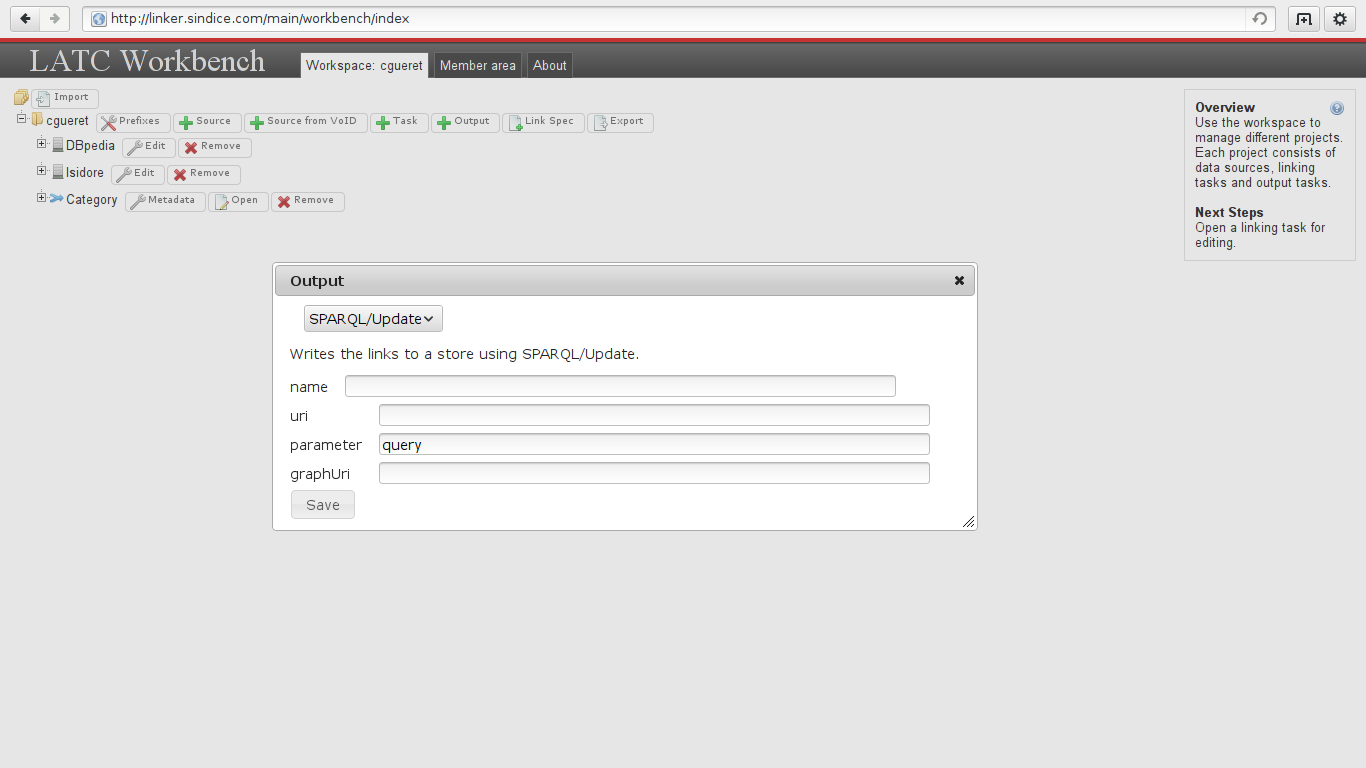 http://linker.sindice.com/main/workbench/index
LATC Workbench Workspace: cgueret Member area About
Import
cgueret Prefixes Source Source from VoID Task Output Link Spec Export
DBpedia Edit Remove
Isidore Edit Remove
Category Metadata Open Remove
Overview
Use the workspace to
manage different projects.
Each project consists of
data sources, linking
tasks and output tasks.
Next Steps
Open a linking task for
editing.
Output
SPARQL/Update
Writes the links to a store using SPARQL/Update.
name
uri
parameter query
graphUri
Save